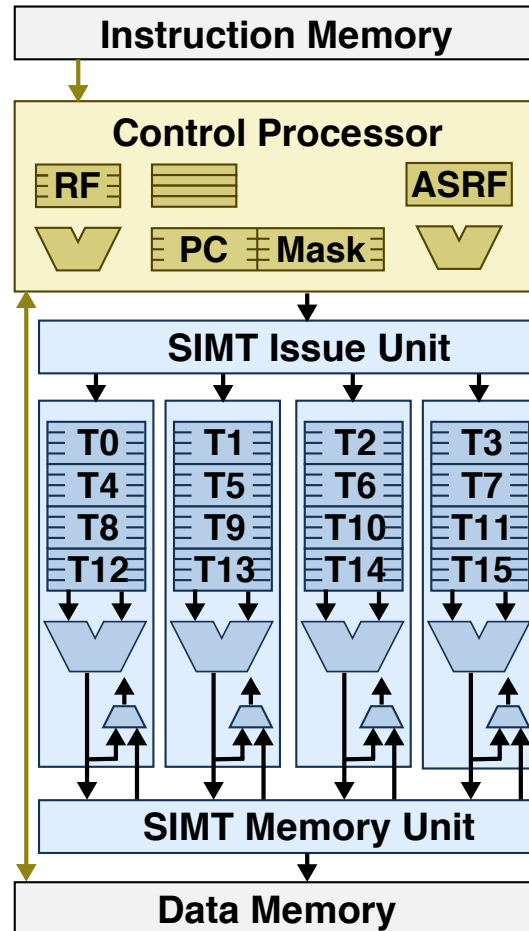 Instruction Memory
Control Processor
RF ASRF
PC Mask
SIMT Issue Unit
T0 T1 T2 T3
T4 T5 T6 T7
T8 T9 T10 T11
T12 T13 T14 T15
SIMT Memory Unit
Data Memory